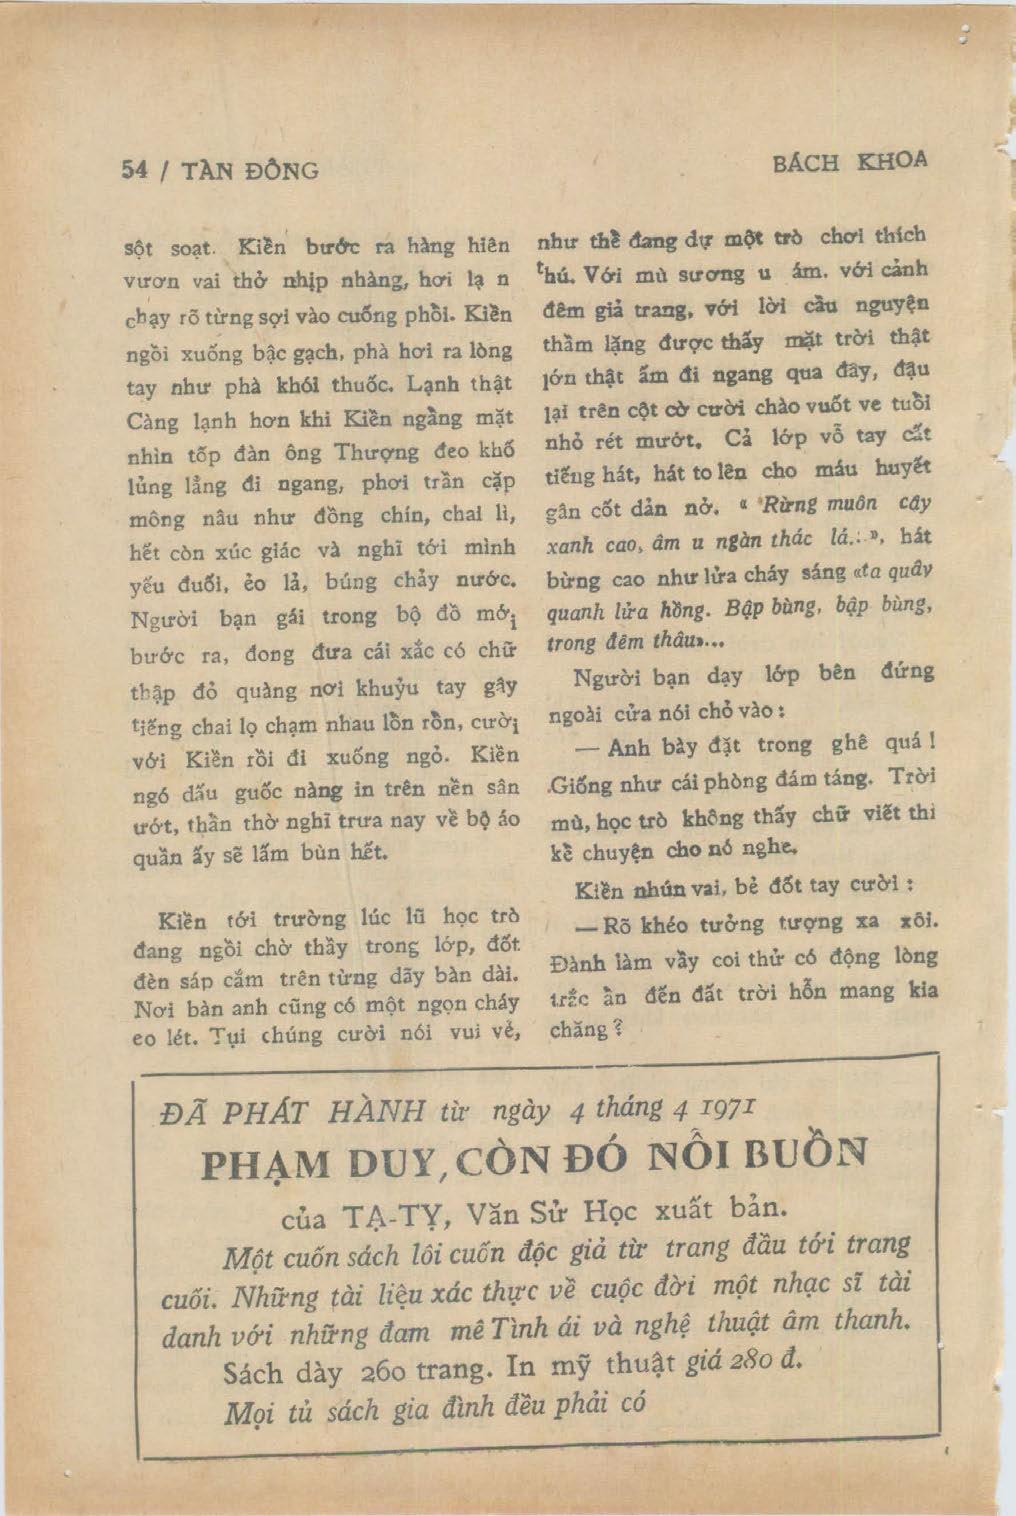 54 / TÀN ĐÔNG
BÁCH KHOA
sột soạt. Kiền bước ra hàng hiên
vươn vai thở nhịp nhàng, hơi lạ n
chạy rõ từng sợi vào cuống phồi. Kiền
ngồi xuống bậc gạch, phà hơi ra lòng
tay như phà khói thuốc. Lạnh thật
Càng lạnh hơn khi Kiền ngẩng mặt
nhìn tốp đàn ông Thượng đeo khố
lủng lẳng đi ngang, phơi trần cặp
mông nâu như đồng chín, chai lì,
hết còn xúc giác và nghĩ tới mình
yếu đuối, ẻo lả, búng chảy nước.
Người bạn gái trong bộ đồ mới
bước ra, đong đưa cái xắc có chữ
thập đỏ quàng nơi khuỷu tay gây
tiếng chai lọ chạm nhau lồn rồn, cười
với Kiền rồi đi xuống ngỏ. Kiền
ngó dấu guốc nàng in trên nền sân
ướt, thần thờ nghĩ trưa nay về bộ áo
quần ấy sẽ lấm bùn hết.
Kiền tới trường lúc lũ học trò
đang ngồi chờ thầy trong lớp, đốt
đèn sáp cắm trên từng dãy bàn dài.
Nơi bàn anh cũng có một ngọn cháy
eo lét. Tụi chúng cười nói vui vẻ,
như thể đang dự một trò chơi thích
thú. Với mù sương u ám. với cảnh
đêm giả trang, với lời cầu nguyện
thầm lặng được thấy mặt trời thật
lớn thật ấm đi ngang qua đây, đậu
lại trên cột cờ cười chào vuốt ve tuổi
nhỏ rét mướt. Cả lớp vỗ tay cất
tiếng hát, hát to lên cho máu huyết
gân cốt dản nở. « Rừng muôn cây
xanh cao, âm u ngàn thác lá.. », hát
bừng cao như lửa cháy sáng «ta quây
quanh lửa hồng. Bập bùng, bập bùng,
trong đêm thâu»...
Người bạn dạy lớp bên đứng
ngoài cửa nói chỏ vào :
— Anh bày đặt trong ghê quá !
Giống như cái phòng đám táng. Trời
mù, học trò không thấy chữ viết thì
kể chuyện cho nó nghe.
Kiền nhún vai, bẻ đốt tay cười :
— Rõ khéo tưởng tượng xa xôi.
Đành làm vầy coi thử có động lòng
trắc ẩn đến đất trời hỗn mang kia
chăng ?
ĐÃ PHÁT HÀNH từ ngày 4 tháng 4 1971
PHẠM DUY, CÒN ĐÓ NỖI BUỒN
của TẠ-TỴ, Văn Sử Học xuất bản.
Một cuốn sách lôi cuốn độc giả từ trang đầu tới trang
cuối. Những tài liệu xác thực về cuộc đời một nhạc sĩ tài
danh với những đam mê Tình ái và nghệ thuật âm thanh.
Sách dày 260 trang. In mỹ thuật giá 280 đ.
Mọi tủ sách gia đình đều phải có